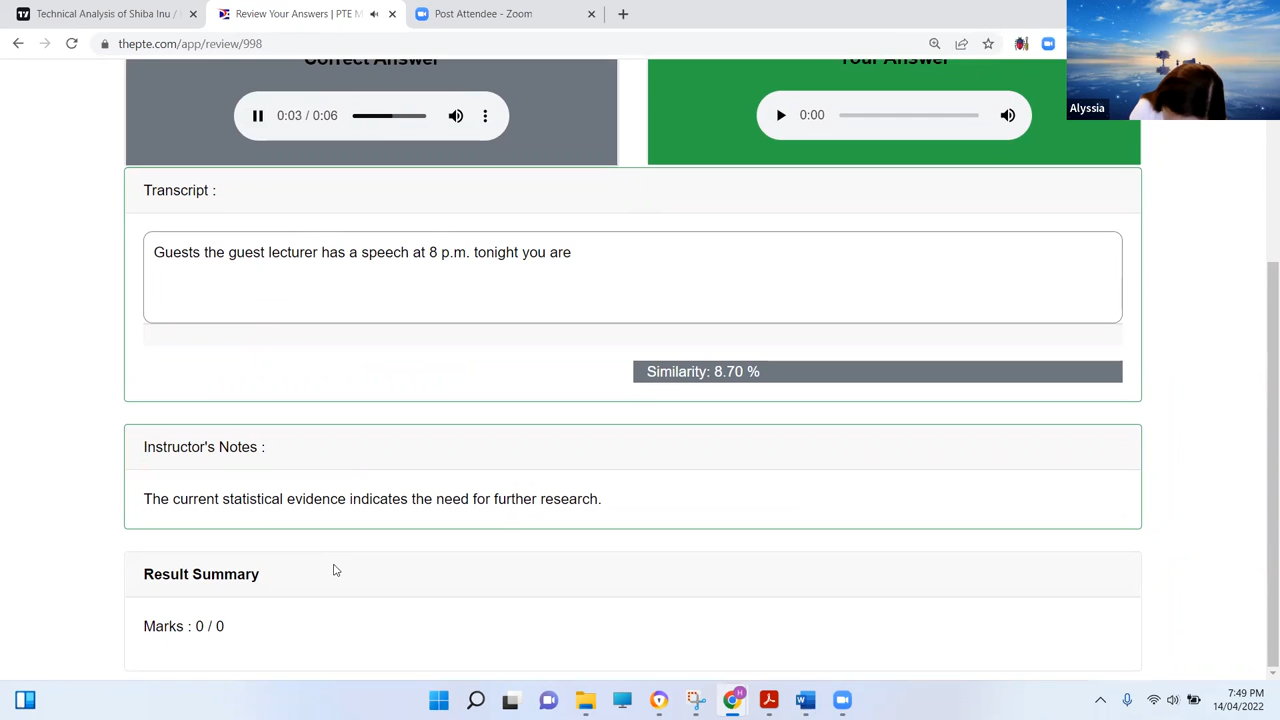 Technical Analysis of Shiba Inu /
Review Your Answers | PTE M
Post Attendee - Zoom
thepte.com/app/review/998
Alyssia
Correct Answer
Your Answer
0:03 / 0:06
0:00
Transcript :
Guests the guest lecturer has a speech at 8 p.m. tonight you are
Similarity: 8.70 %
Instructor's Notes :
The current statistical evidence indicates the need for further research.
Result Summary
Marks : 0 / 0
7:49 PM
14/04/2022